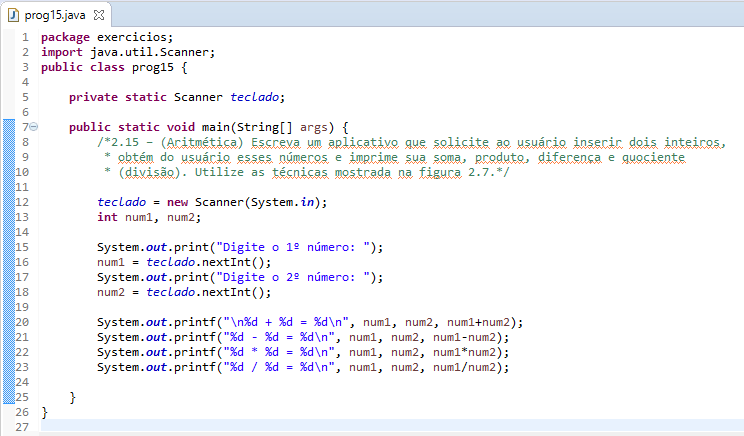 prog15.java
1 package exercicios;
2 import java.util.Scanner;
3 public class prog15 {
4
5 private static Scanner teclado;
6
7 public static void main(String[] args) {
8 /*2.15 – (Aritmética) Escreva um aplicativo que solicite ao usuário inserir dois inteiros,
9 * obtém do usuário esses números e imprime sua soma, produto, diferença e quociente
10 * (divisão). Utilize as técnicas mostrada na figura 2.7.*/
11
12 teclado = new Scanner(System.in);
13 int num1, num2;
14
15 System.out.print("Digite o 1º número: ");
16 num1 = teclado.nextInt();
17 System.out.print("Digite o 2º número: ");
18 num2 = teclado.nextInt();
19
20 System.out.printf("\n%d + %d = %d\n", num1, num2, num1+num2);
21 System.out.printf("%d - %d = %d\n", num1, num2, num1-num2);
22 System.out.printf("%d * %d = %d\n", num1, num2, num1*num2);
23 System.out.printf("%d / %d = %d\n", num1, num2, num1/num2);
24
25 }
26 }
27